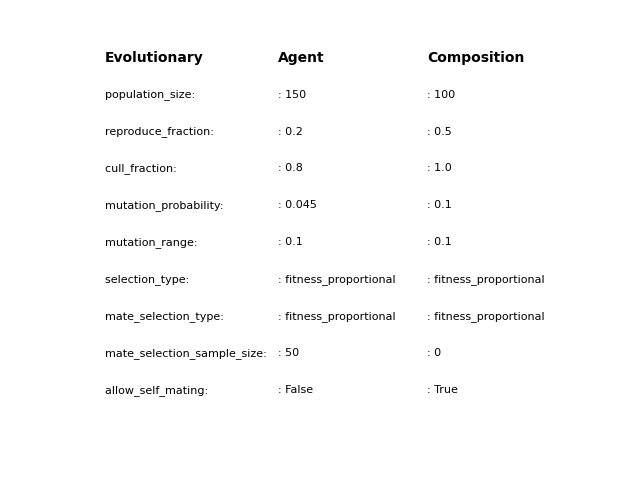 Evolutionary Agent Composition
population_size: : 150 : 100
reproduce_fraction: : 0.2 : 0.5
cull_fraction: : 0.8 : 1.0
mutation_probability: : 0.045 : 0.1
mutation_range: : 0.1 : 0.1
selection_type: : fitness_proportional : fitness_proportional
mate_selection_type: : fitness_proportional : fitness_proportional
mate_selection_sample_size: : 50 : 0
allow_self_mating: : False : True